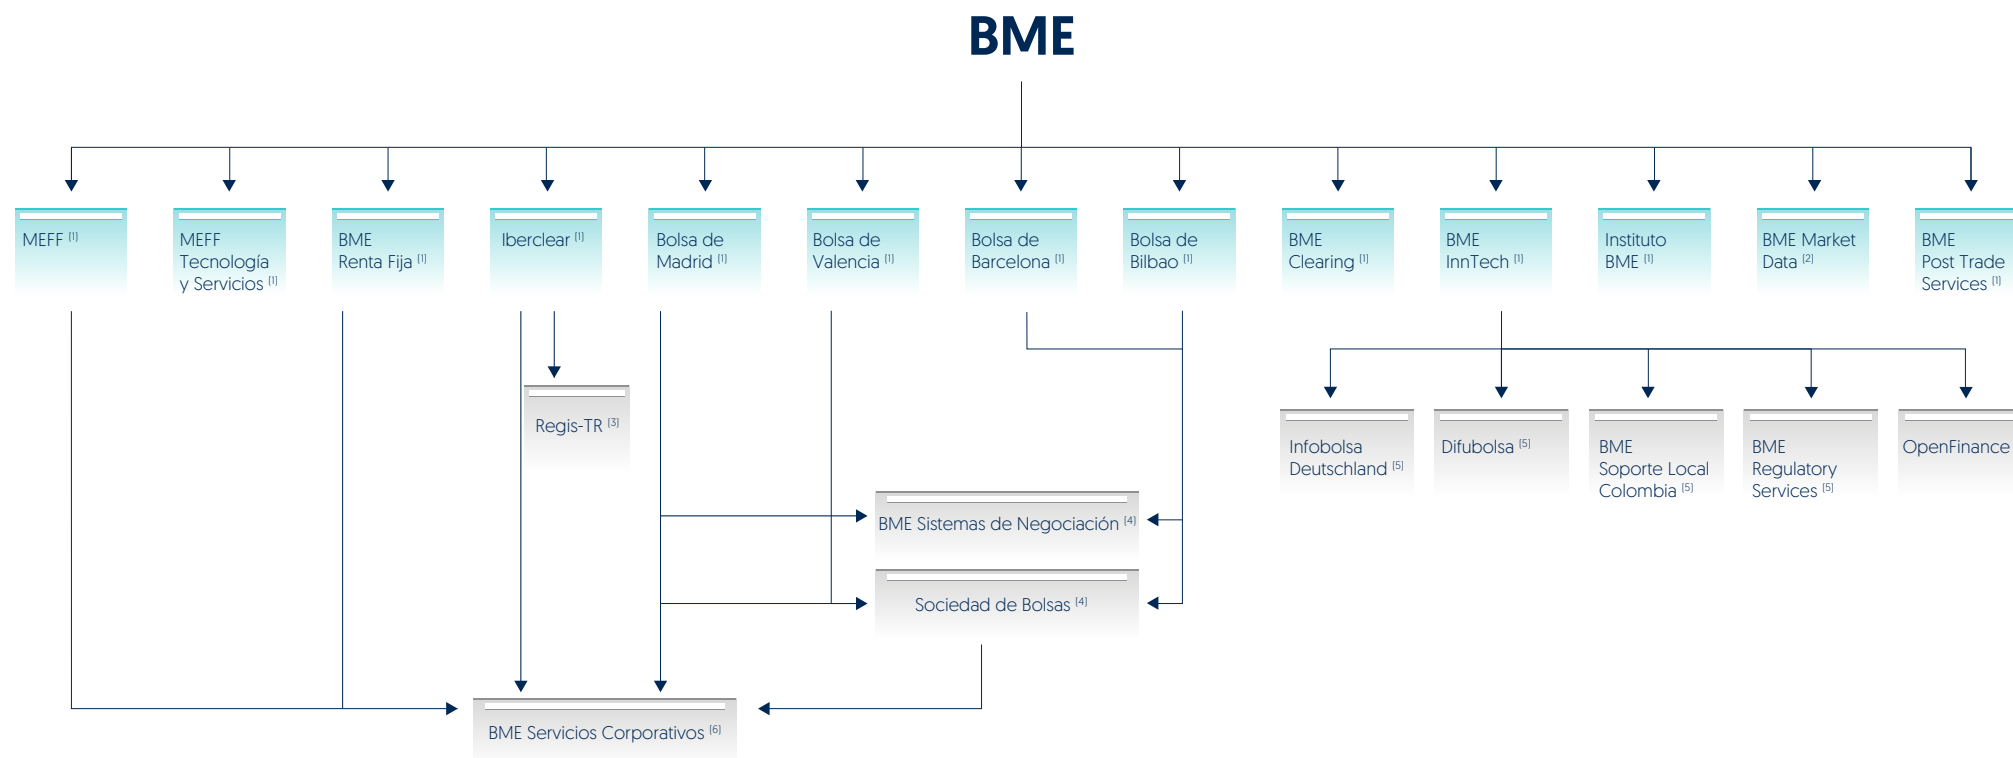 BME
MEFF [1]
MEFF
Tecnología
y Servicios [1]
BME
Renta Fija [1]
Iberclear [1]
Bolsa de
Madrid [1]
Bolsa de
Valencia [1]
Bolsa de
Barcelona [1]
Bolsa de
Bilbao [1]
BME
Clearing [1]
BME
InnTech [1]
Instituto
BME [1]
BME Market
Data [2]
BME
Post Trade
Services [1]
Regis-TR [3]
Infobolsa
Deutschland [5]
Difubolsa [5]
BME
Soporte Local
Colombia [5]
BME
Regulatory
Services [5]
OpenFinance
BME Sistemas de Negociación [4]
Sociedad de Bolsas [4]
BME Servicios Corporativos [6]